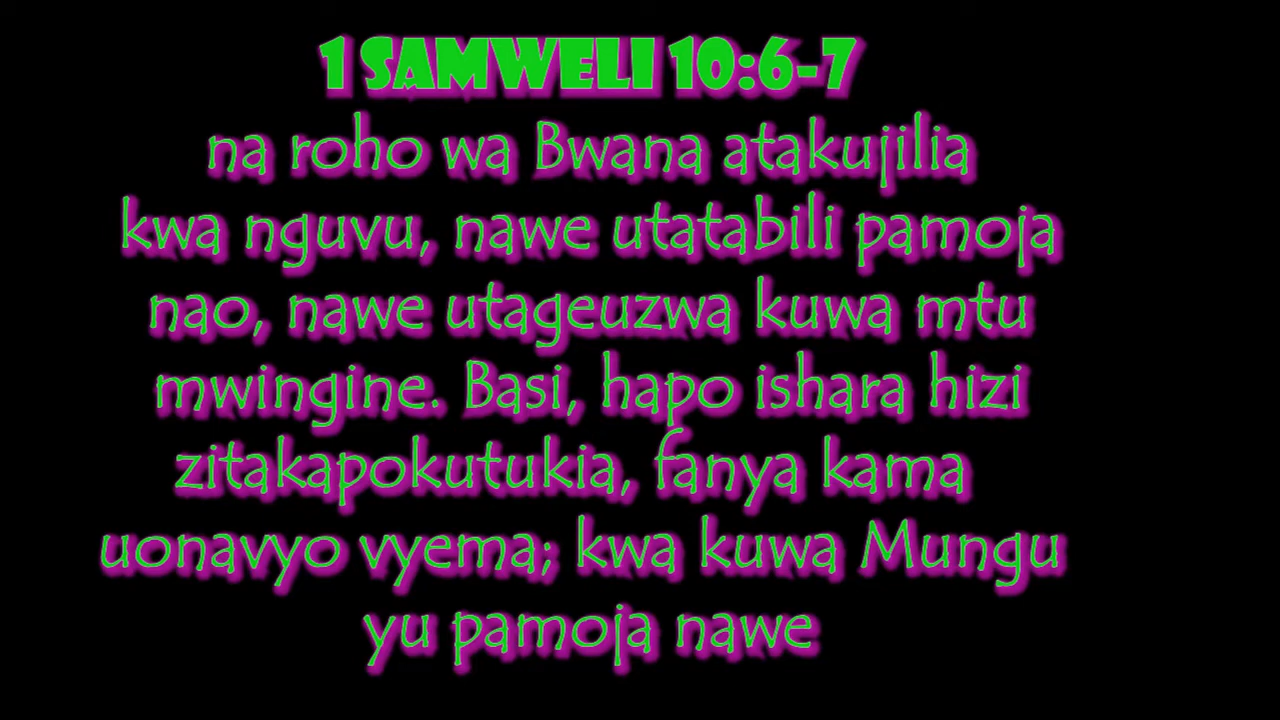 1 SAMWELI 10:6-7
na roho wa Bwana atakujilia
kwa nguvu, nawe utatabili pamoja
nao, nawe utageuzwa kuwa mtu
mwingine. Basi, hapo ishara hizi
zitakapokutukia, fanya kama
uonavyo vyema; kwa kuwa Mungu
yu pamoja nawe